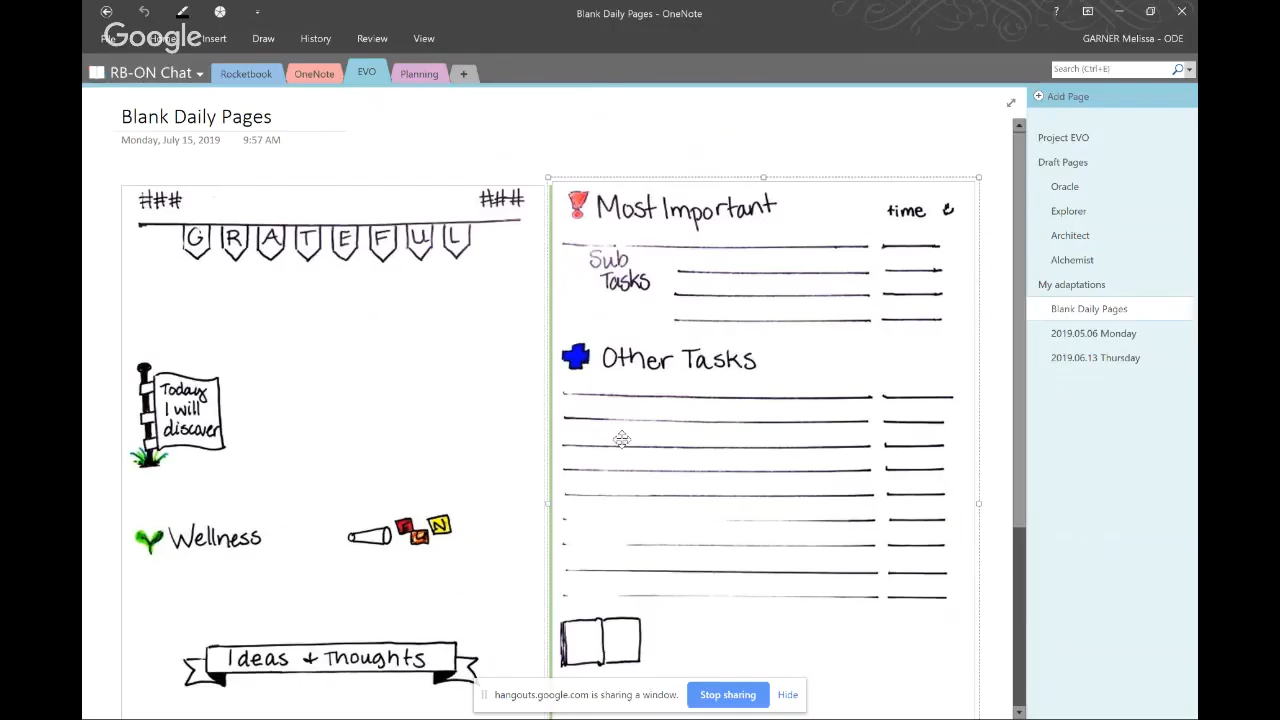 Blank Daily Pages - OneNote
?
Google
Insert
Draw
History
Review
View
GARNER Melissa - ODE
RB-ON Chat
Rocketbook
OneNote
EVO
Planning
+
Search (Ctrl+E)
Blank Daily Pages
Monday, July 15, 2019 9:57 AM
Add Page
Project EVO
Draft Pages
Oracle
Explorer
Architect
Alchemist
My adaptations
Blank Daily Pages
2019.05.06 Monday
2019.06.13 Thursday
### ###
GRATEFUL
Today
I will
discover
Wellness
FUN
Ideas + Thoughts
Most Important time
Sub
Tasks
Other Tasks
hangouts.google.com is sharing a window. Stop sharing Hide